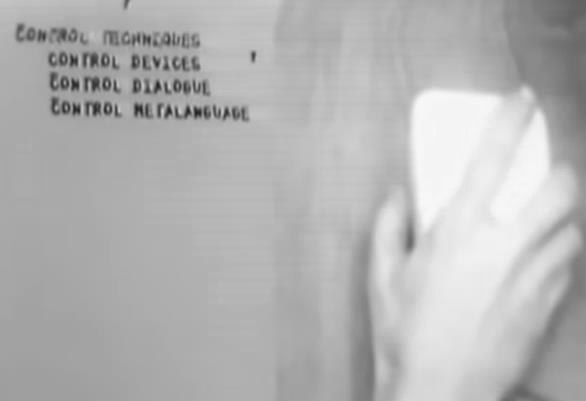 CONTROL TECHNIQUES
CONTROL DEVICES
CONTROL DIALOGUE
CONTROL METALANGUAGE